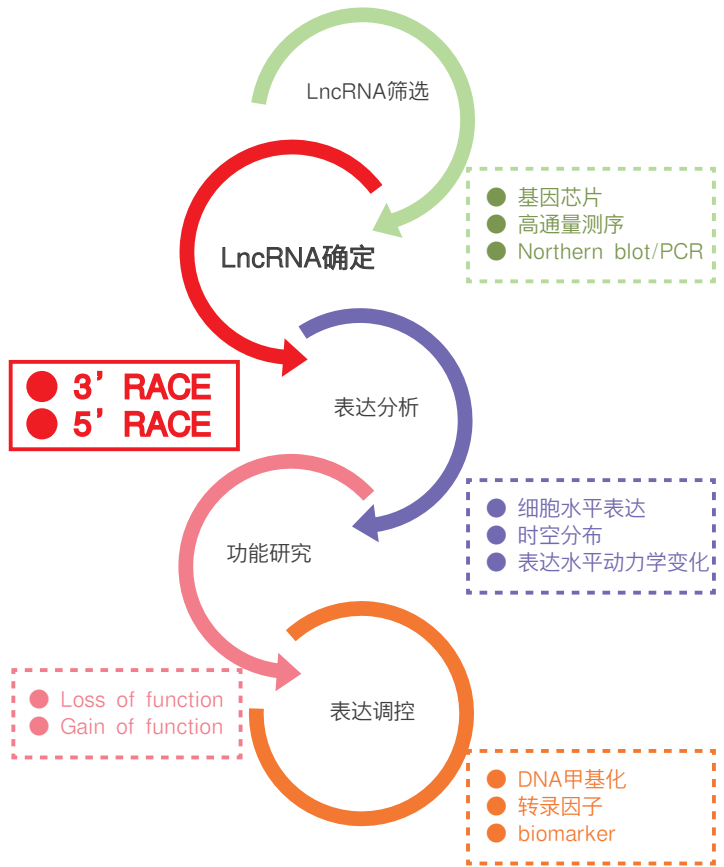 LncRNA筛选
基因芯片
高通量测序
Northern blot/PCR
LncRNA确定
3’ RACE
5’ RACE
表达分析
细胞水平表达
时空分布
表达水平动力学变化
功能研究
Loss of function
Gain of function
表达调控
DNA甲基化
转录因子
biomarker